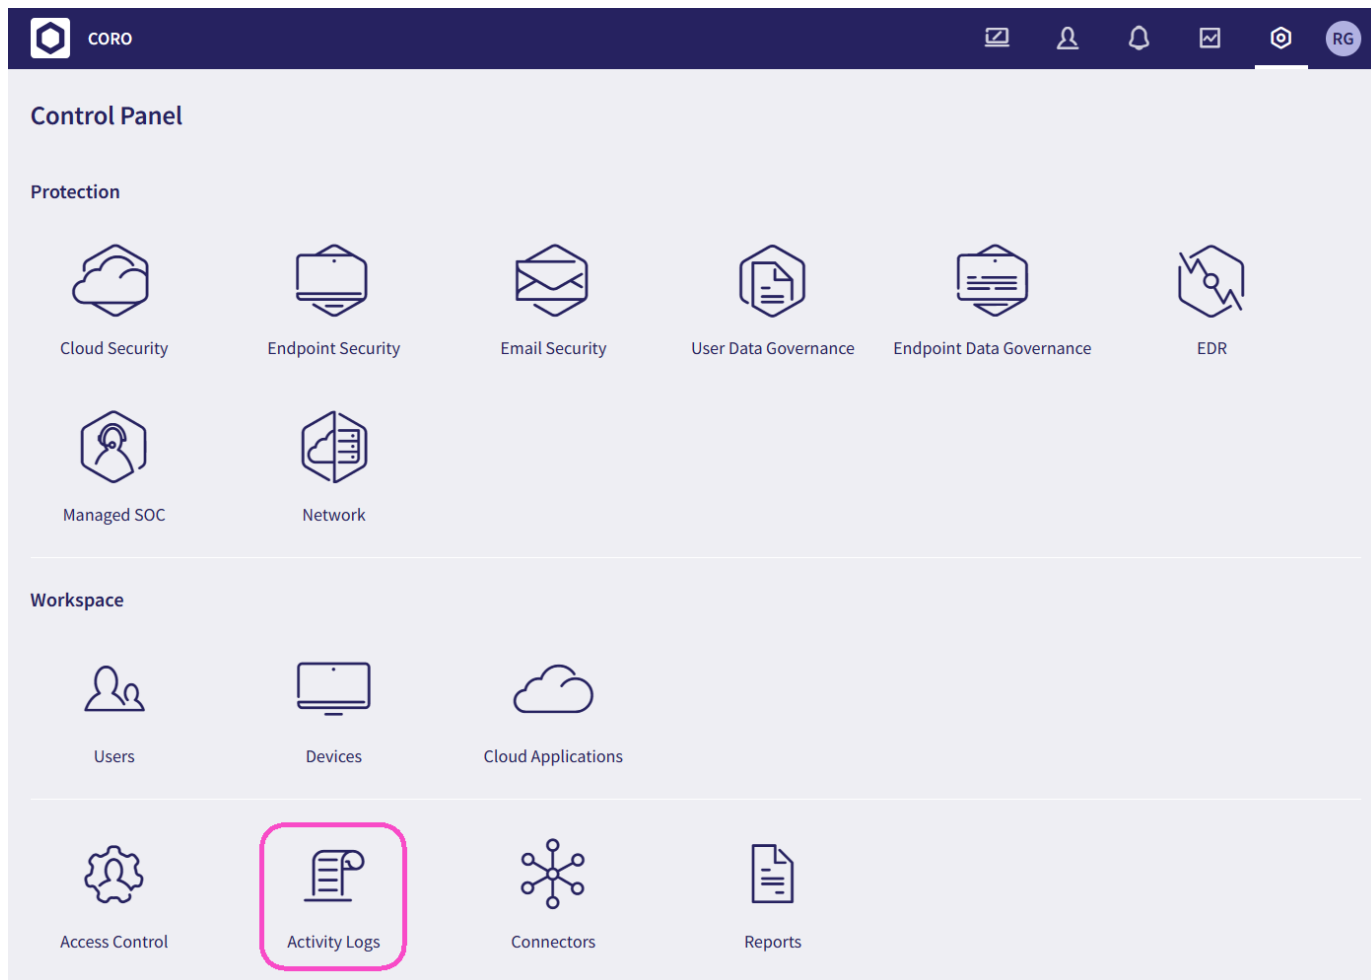 CORO
RG
Control Panel
Protection
Cloud Security
Endpoint Security
Email Security
User Data Governance
Endpoint Data Governance
EDR
Managed SOC
Network
Workspace
Users
Devices
Cloud Applications
Access Control
Activity Logs
Connectors
Reports